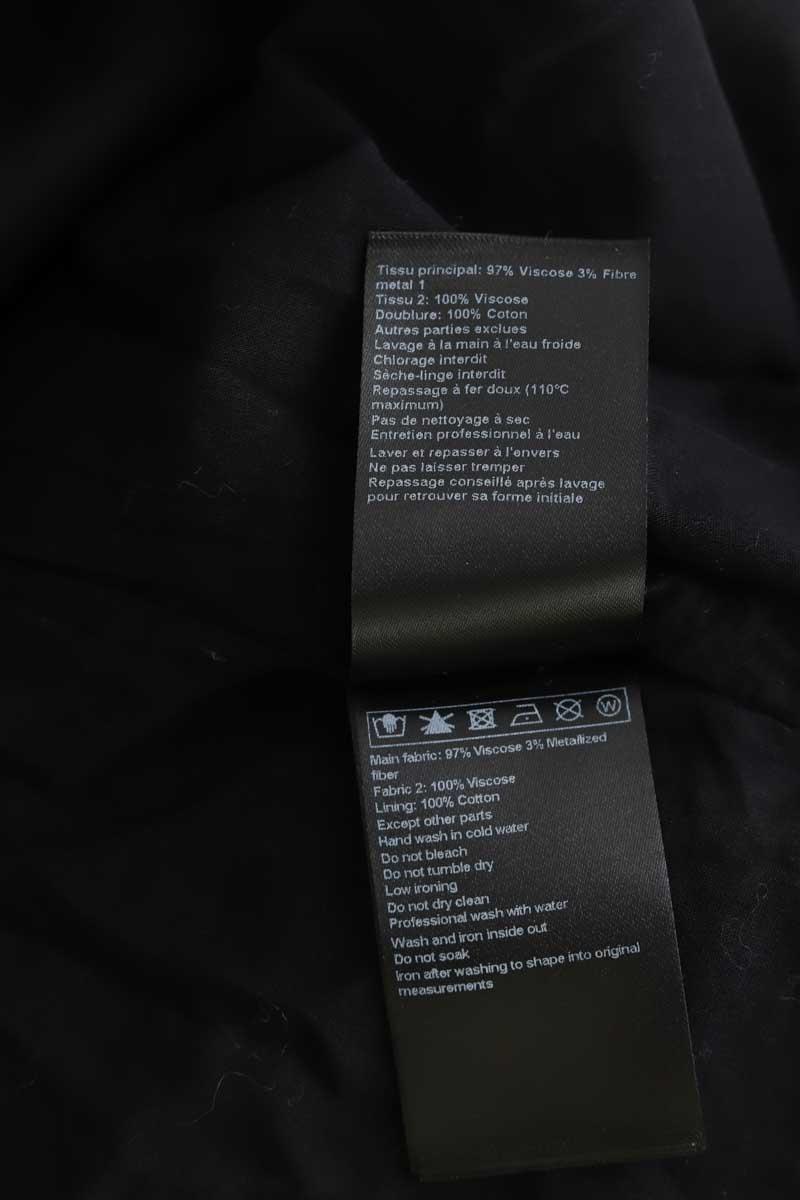 Tissu principal: 97% Viscose 3% Fibre
metal 1
Tissu 2: 100% Viscose
Doublure: 100% Coton
Autres parties exclues
Lavage à la main à l'eau froide
Chlorage interdit
Sèche-linge interdit
Repassage à fer doux (110°C
maximum)
Pas de nettoyage à sec
Entretien professionnel à l'eau
Laver et repasser à l'envers
Ne pas laisser tremper
Repassage conseillé après lavage
pour retrouver sa forme initiale
W
Main fabric: 97% Viscose 3% Metallized
fiber
Fabric 2: 100% Viscose
Lining: 100% Cotton
Except other parts
Hand wash in cold water
Do not bleach
Do not tumble dry
Low ironing
Do not dry clean
Professional wash with water
Wash and iron inside out
Do not soak
Iron after washing to shape into original
measurements